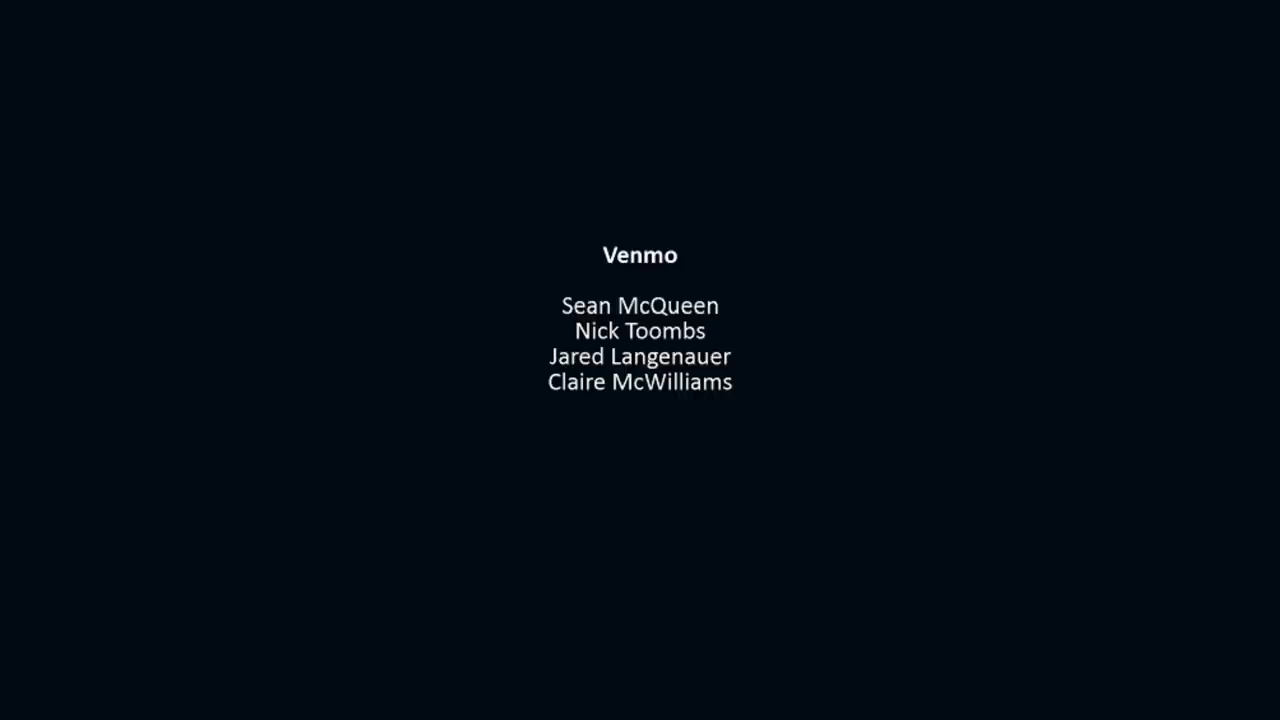 Venmo
Sean McQueen
Nick Toombs
Jared Langenauer
Claire McWilliams